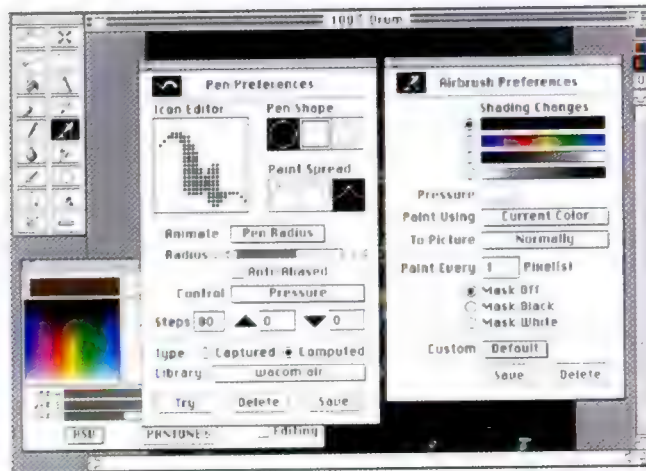 100% Drum
Pen Preferences
Icon Editor
Pen Shape
Paint Spread
Animate Pen Radius
Radius
Anti-Aliased
Control Pressure
Steps 80 0 0
Type Captured Computed
Library wacom air
Try Delete Save
Airbrush Preferences
Shading Changes
Pressure
Paint Using Current Color
To Picture Normally
Paint Every 1 Pixel(s)
Mask Off
Mask Black
Mask White
Custom Default
Save Delete
PANTONE
Editing